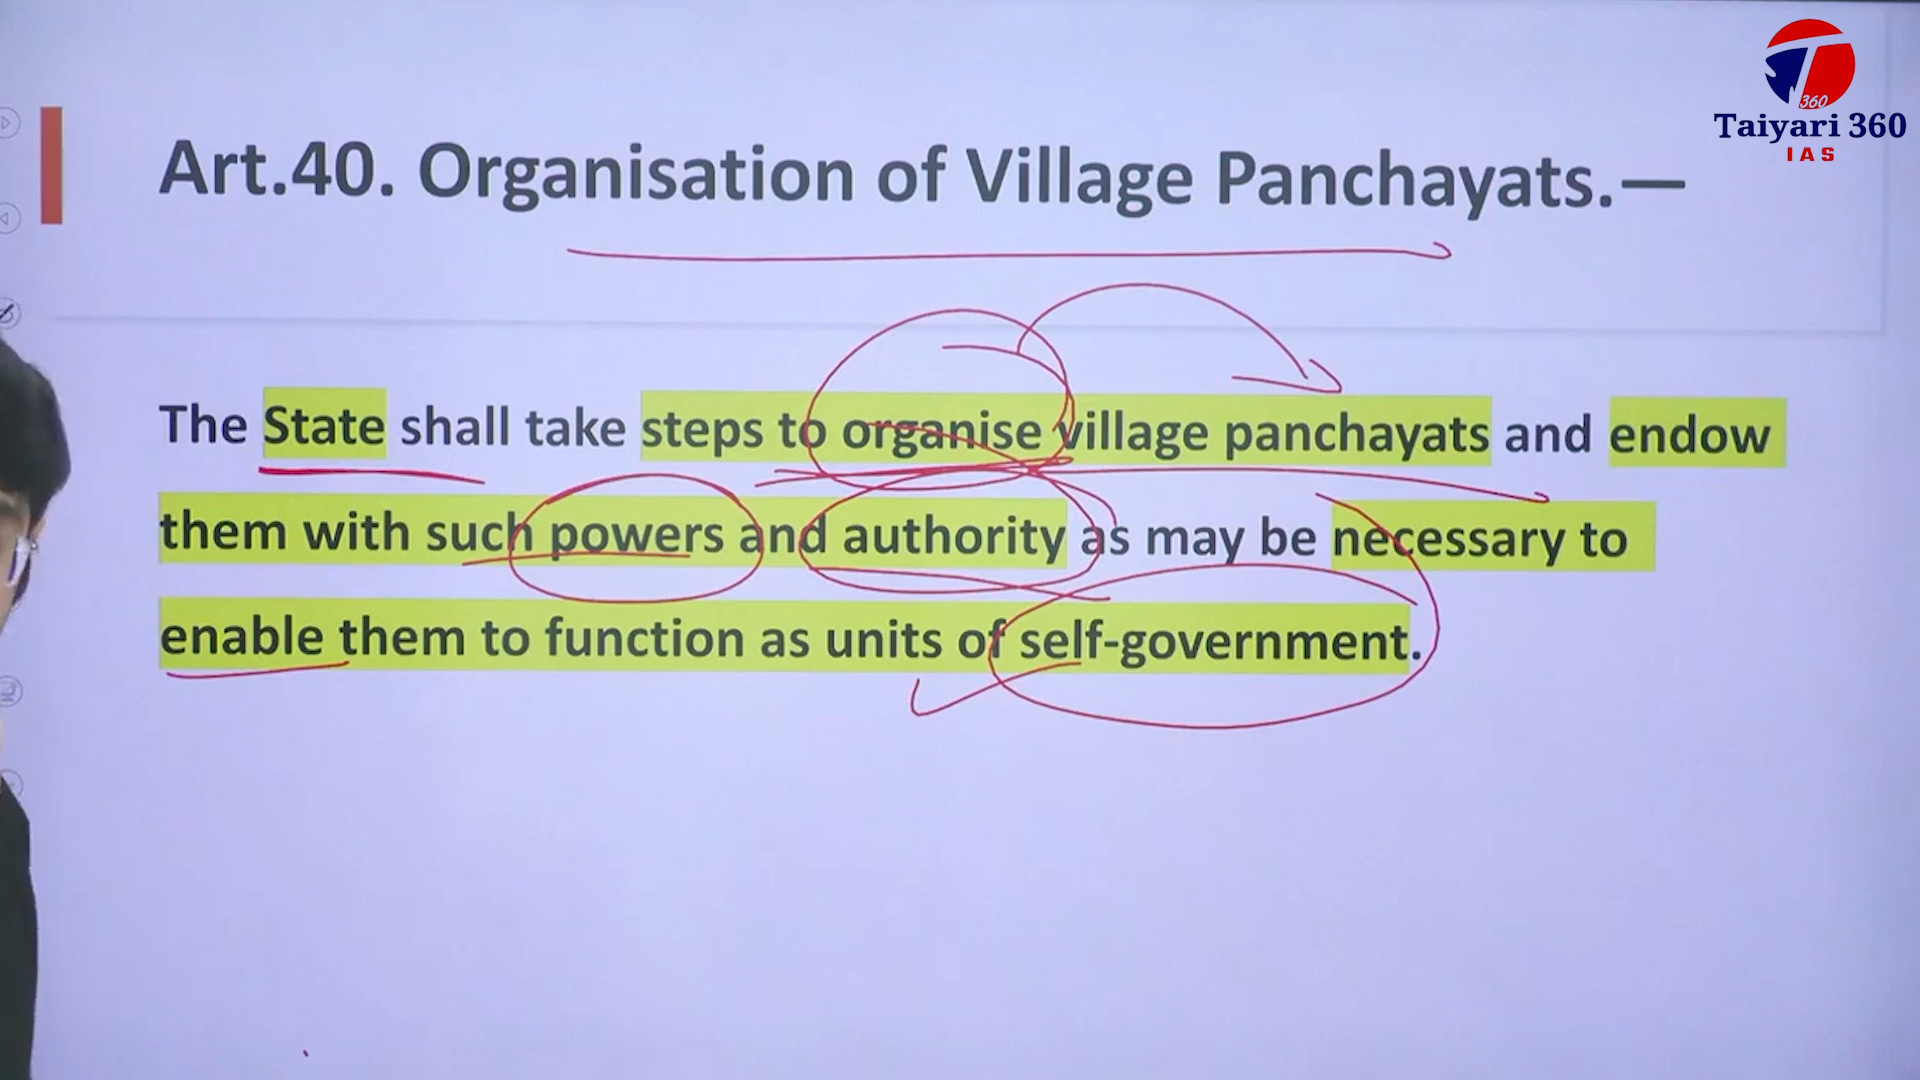 360
Taiyari 360
IAS
Art.40. Organisation of Village Panchayats.—
The State shall take steps to organise village panchayats and endow
them with such powers and authority as may be necessary to
enable them to function as units of self-government.